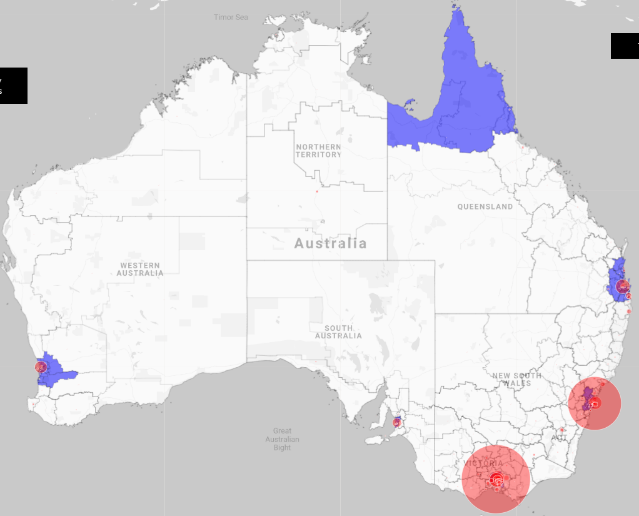 Timor Sea
NORTHERN
TERRITORY
QUEENSLAND
Australia
WESTERN
AUSTRALIA
SOUTH
AUSTRALIA
NEW SOUTH
WALES
Great
Australian
Bight
VICTORIA